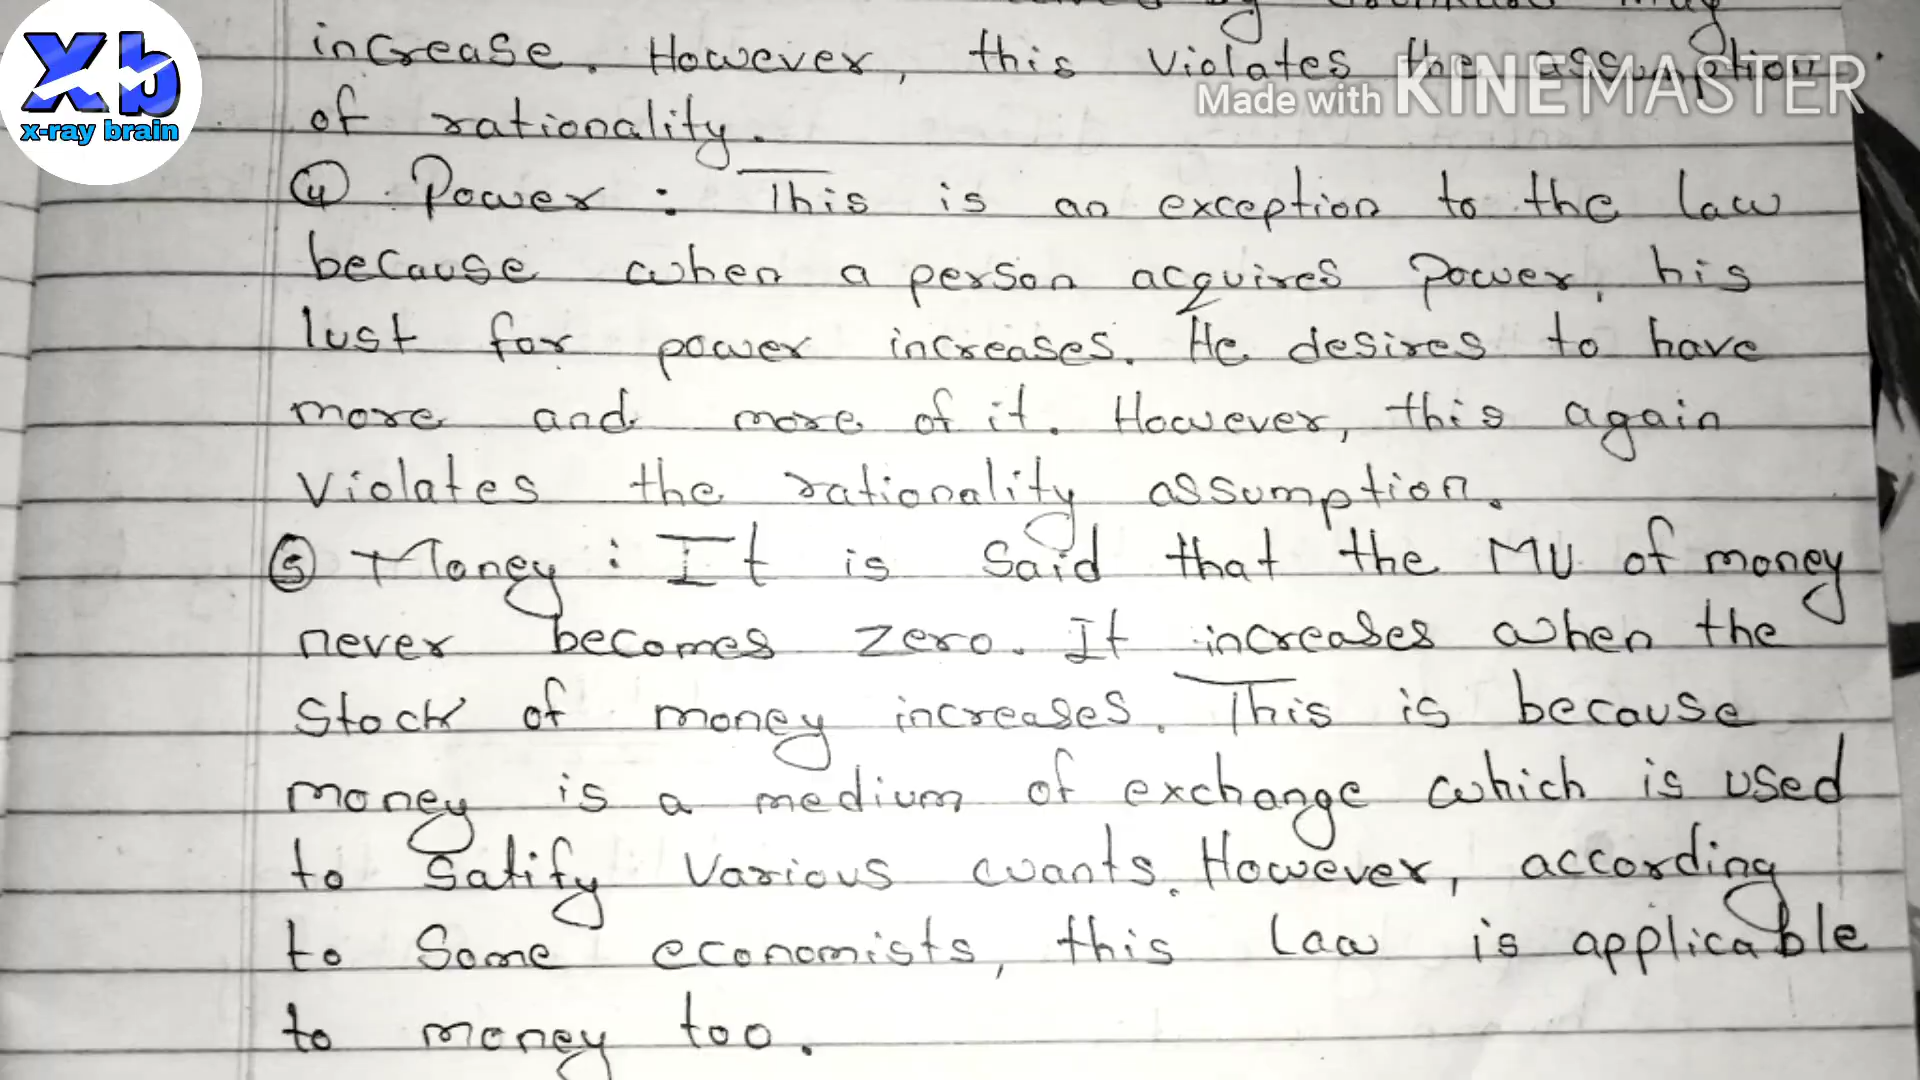 increase. However, this violates the assumption
of rationality.
④ Power : This is an exception to the law
because when a person acquires power, his
lust for power increases. He desires to have
more and more of it. However, this again
violates the rationality assumption.
⑤ Money : It is said that the MU of money
never becomes zero. It increases when the
stock of money increases. This is because
money is a medium of exchange which is used
to satify various wants. However, according
to some economists, this law is applicable
to money too.
Xb
x-ray brain
Made with KINEMASTER